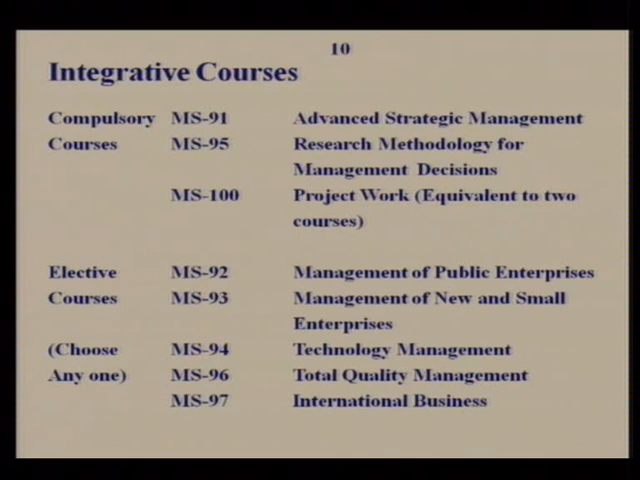 10
Integrative Courses
Compulsory MS-91 Advanced Strategic Management
Courses MS-95 Research Methodology for
Management Decisions
MS-100 Project Work (Equivalent to two
courses)
Elective MS-92 Management of Public Enterprises
Courses MS-93 Management of New and Small
Enterprises
(Choose MS-94 Technology Management
Any one) MS-96 Total Quality Management
MS-97 International Business